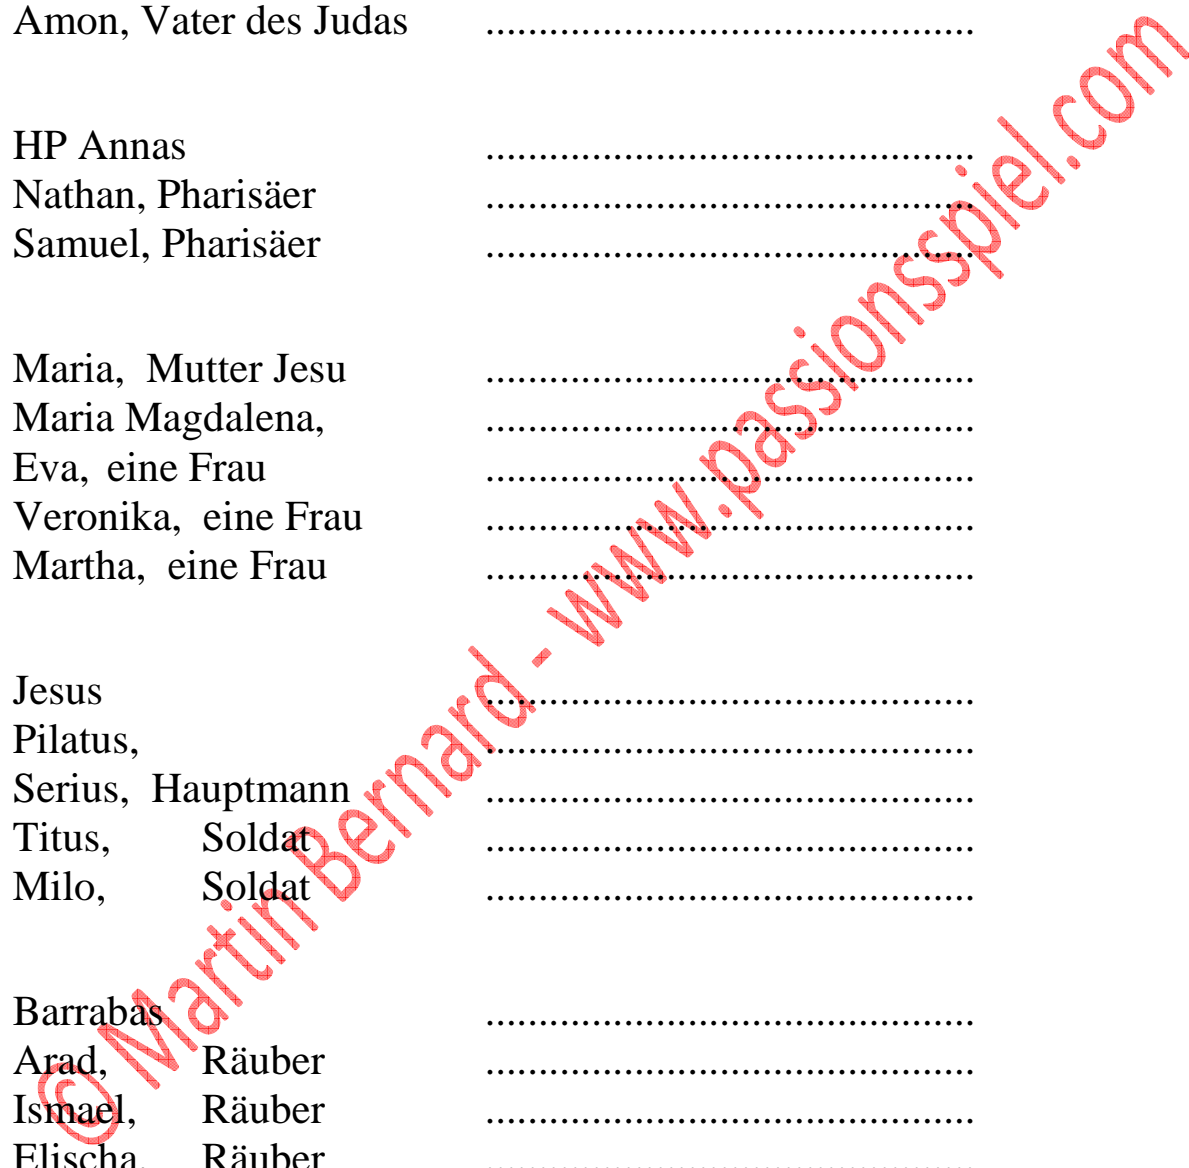 Amon, Vater des Judas ...............................................
HP Annas ...............................................
Nathan, Pharisäer ...............................................
Samuel, Pharisäer ...............................................
Maria, Mutter Jesu ...............................................
Maria Magdalena, ...............................................
Eva, eine Frau ...............................................
Veronika, eine Frau ...............................................
Martha, eine Frau ...............................................
Jesus ...............................................
Pilatus, ...............................................
Serius, Hauptmann ...............................................
Titus, Soldat ...............................................
Milo, Soldat ...............................................
Barrabas ...............................................
Arad, Räuber ...............................................
Ismael, Räuber ...............................................
Elischa, Räuber ...............................................
© Martin Bernard - www.passionsspiel.com